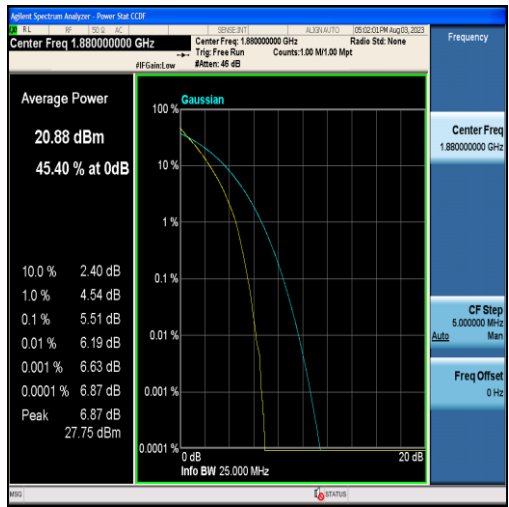 Agilent Spectrum Analyzer - Power Stat CCDF
RL RF 50 Ω AC SENSE:INT ALIGN AUTO 05:02:01 PM Aug 03, 2023
Center Freq 1.880000000 GHz
Center Freq: 1.880000000 GHz Radio Std: None
Trig: Free Run Counts:1.00 M/1.00 Mpt
#IFGain:Low #Atten: 46 dB
Frequency
Average Power
20.88 dBm
45.40 % at 0dB
10.0 % 2.40 dB
1.0 % 4.54 dB
0.1 % 5.51 dB
0.01 % 6.19 dB
0.001 % 6.63 dB
0.0001 % 6.87 dB
Peak 6.87 dB
27.75 dBm
Gaussian
100 %
10 %
1 %
0.1 %
0.01 %
0.001 %
0.0001 %
0 dB 20 dB
Info BW 25.000 MHz
Center Freq
1.880000000 GHz
CF Step
5.000000 MHz
Auto Man
Freq Offset
0 Hz
MSG STATUS